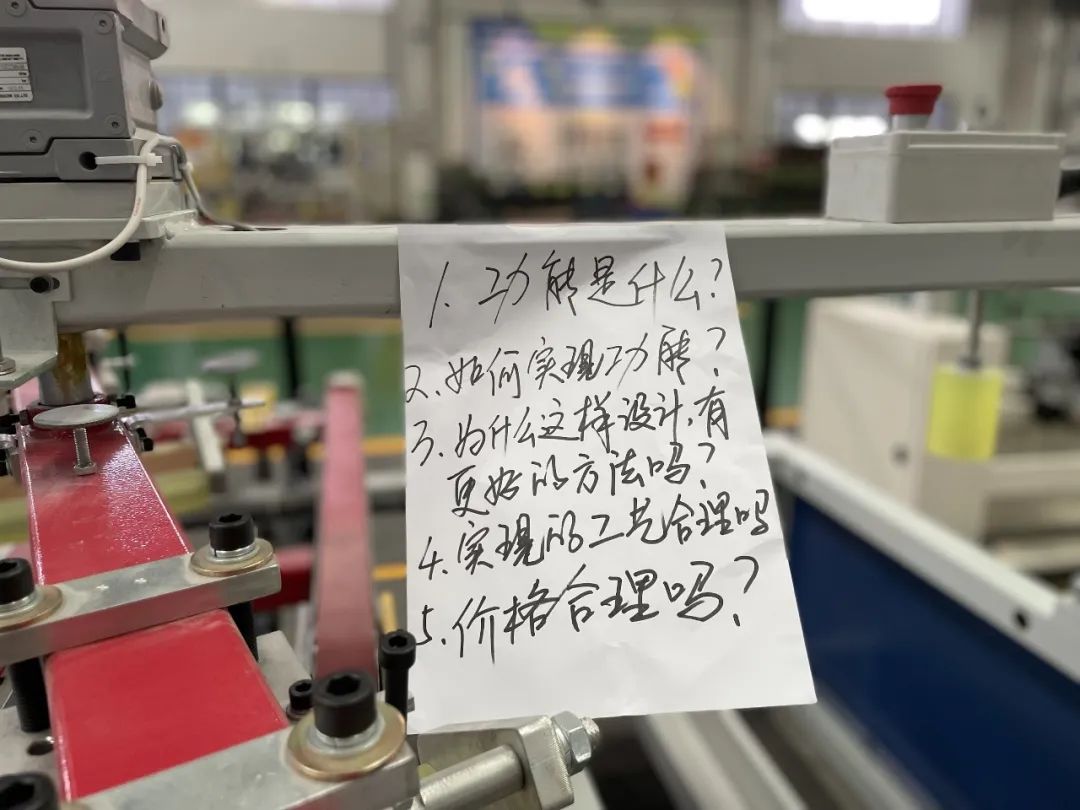 1. 功能是什么?
2. 如何实现功能?
3. 为什么这样设计,有
更好的方法吗?
4. 实现的工艺合理吗
5. 价格合理吗?